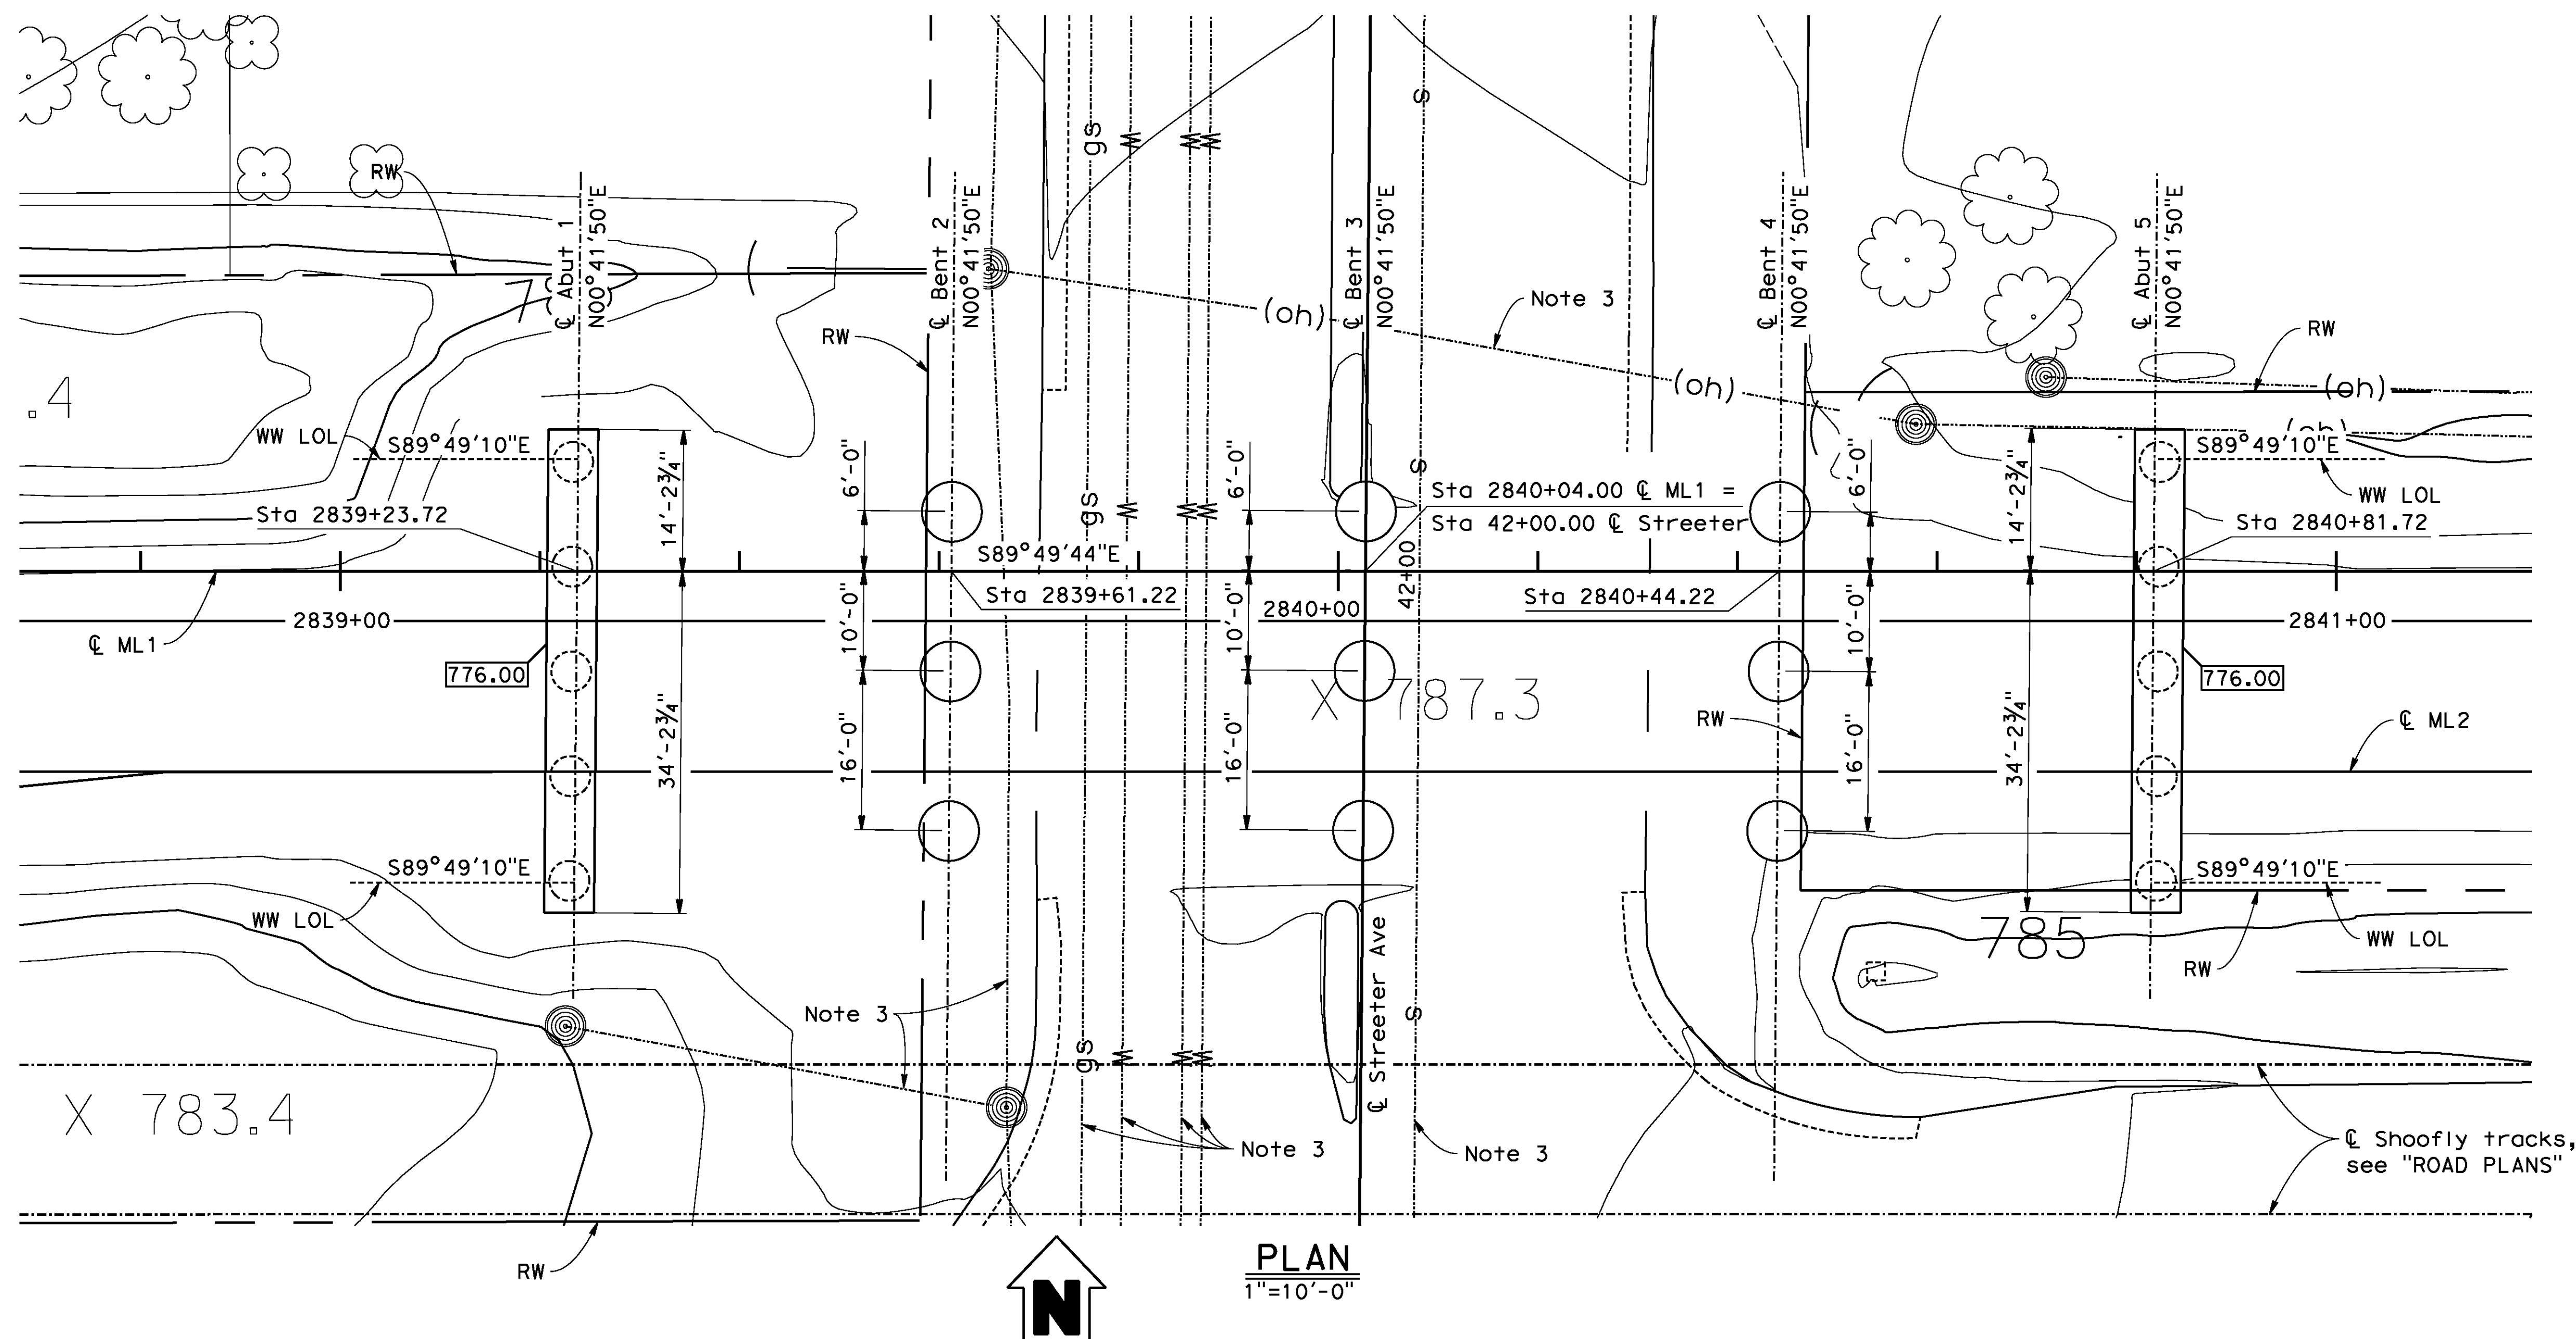 gs
S
RW
℄ Abut 1
N00°41'50"E
℄ Bent 2
N00°41'50"E
℄ Bent 3
N00°41'50"E
℄ Bent 4
N00°41'50"E
℄ Abut 5
N00°41'50"E
7
(oh)
Note 3
RW
RW
(oh)
(oh)
.4
WW LOL
S89°49'10"E
14'-2¾"
6'-0"
6'-0"
6'-0"
14'-2¾"
S89°49'10"E
WW LOL
gs
S
Sta 2839+23.72
Sta 2840+04.00 ℄ ML1 =
Sta 42+00.00 ℄ Streeter
Sta 2840+81.72
S89°49'44"E
42+00
Sta 2839+61.22
2840+00
Sta 2840+44.22
2839+00
2841+00
℄ ML1
10'-0"
10'-0"
10'-0"
776.00
776.00
X 787.3
34'-2¾"
16'-0"
16'-0"
RW
16'-0"
34'-2¾"
℄ ML2
S89°49'10"E
WW LOL
S89°49'10"E
WW LOL
785
RW
Note 3
gs
℄ Streeter Ave
S
X 783.4
Note 3
Note 3
℄ Shoofly tracks,
see "ROAD PLANS"
RW
N
PLAN
1"=10'-0"